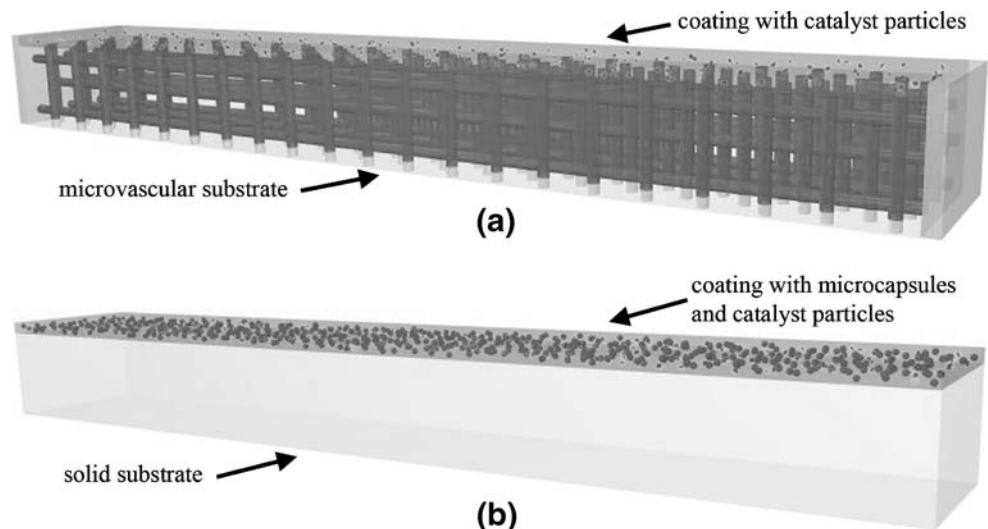 coating with catalyst particles
microvascular substrate
(a)
coating with microcapsules
and catalyst particles
solid substrate
(b)